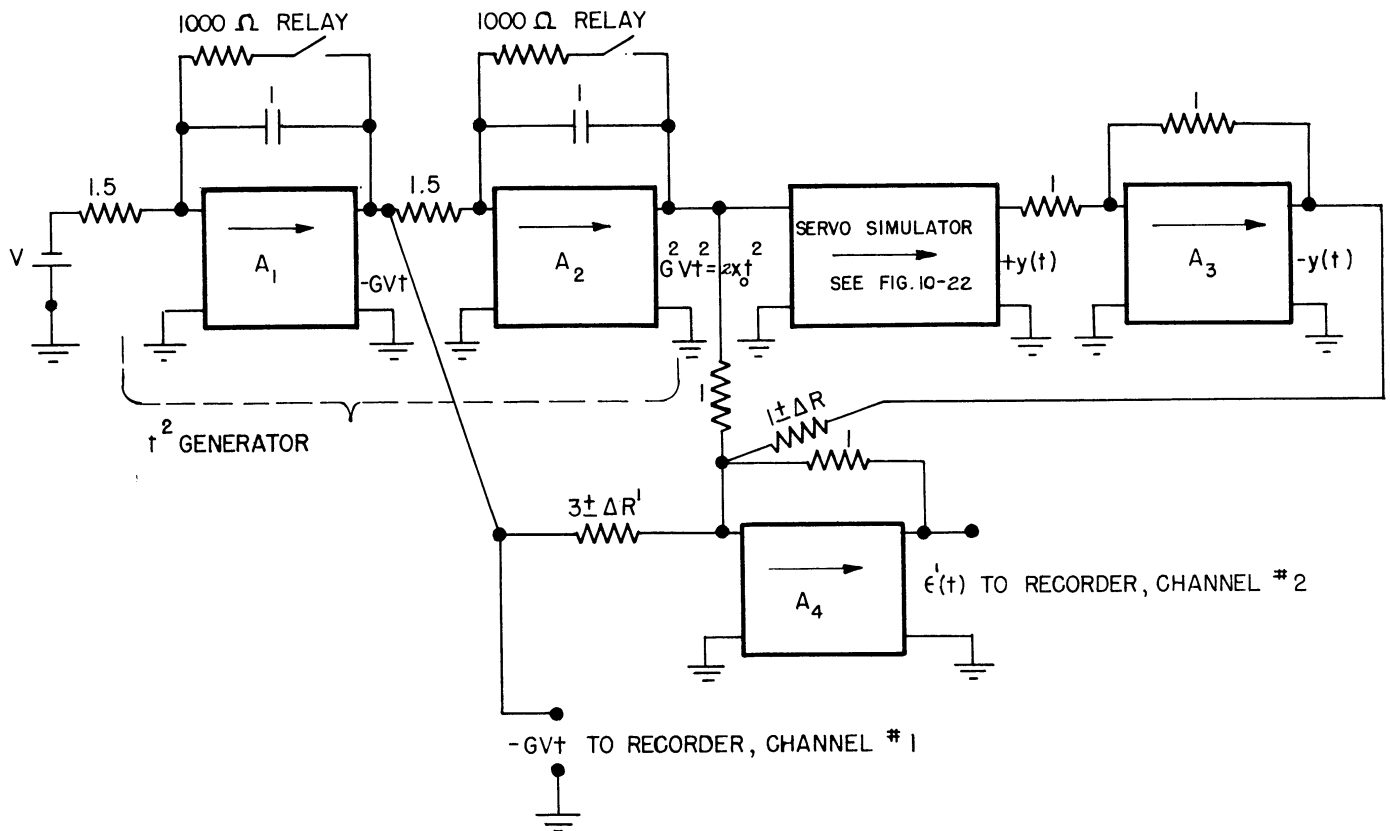 1000 Ω RELAY
1000 Ω RELAY
1
1
1
1.5
1.5
1
V
A₁
-GVt
A₂
G²Vt²=2x₀t²
SERVO SIMULATOR
SEE FIG. 10-22
+y(t)
A₃
-y(t)
t² GENERATOR
1
1±ΔR
1
3±ΔR'
A₄
ϵ'(t) TO RECORDER, CHANNEL #2
-GVt TO RECORDER, CHANNEL #1